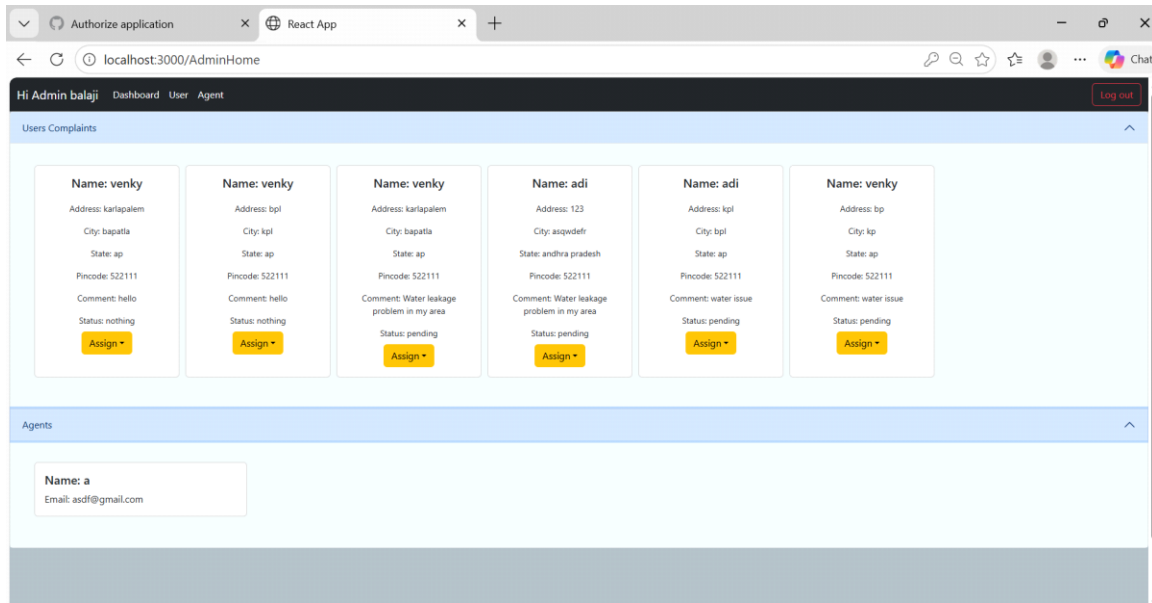 Authorize application
React App
localhost:3000/AdminHome
Chat
Hi Admin balaji Dashboard User Agent Log out
Users Complaints
Name: venky
Address: karlapalem
City: bapatla
State: ap
Pincode: 522111
Comment: hello
Status: nothing
Assign
Name: venky
Address: bpl
City: kpl
State: ap
Pincode: 522111
Comment: hello
Status: nothing
Assign
Name: venky
Address: karlapalem
City: bapatla
State: ap
Pincode: 522111
Comment: Water leakage
problem in my area
Status: pending
Assign
Name: adi
Address: 123
City: asqwdefr
State: andhra pradesh
Pincode: 522111
Comment: Water leakage
problem in my area
Status: pending
Assign
Name: adi
Address: kpl
City: bpl
State: ap
Pincode: 522111
Comment: water issue
Status: pending
Assign
Name: venky
Address: bp
City: kp
State: ap
Pincode: 522111
Comment: water issue
Status: pending
Assign
Agents
Name: a
Email: asdf@gmail.com